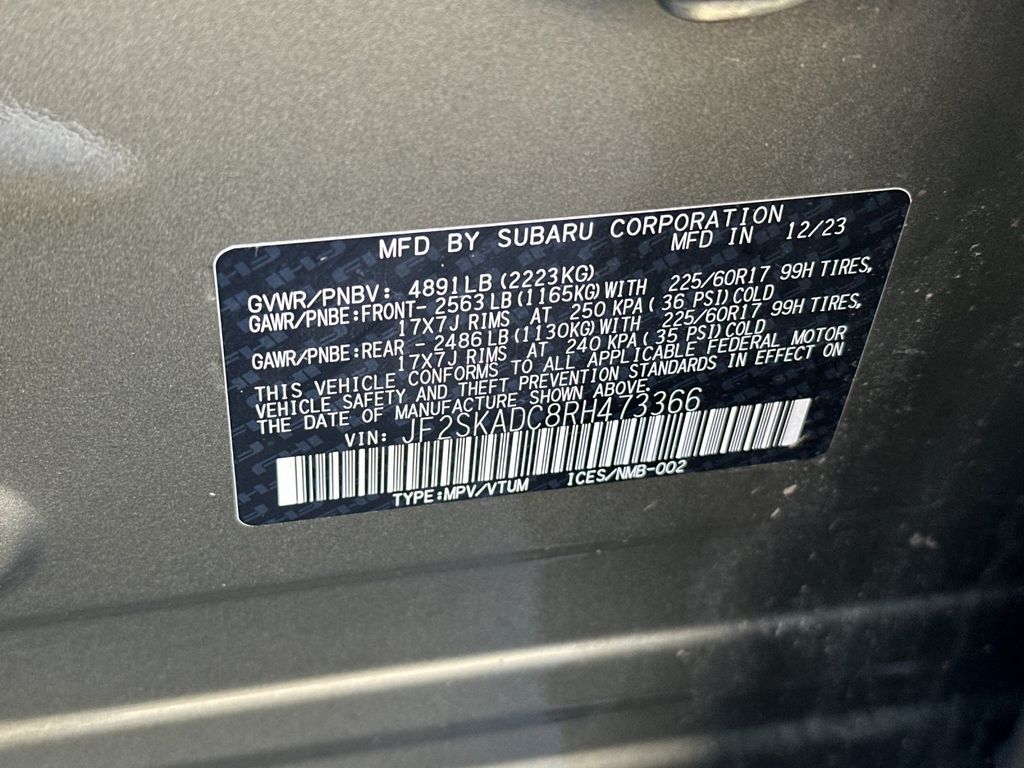 MFD BY SUBARU CORPORATION
MFD IN 12/23
GVWR/PNBV: 4891LB (2223KG)
GAWR/PNBE:FRONT- 2563LB(1165KG)WITH 225/60R17 99H TIRES,
17X7J RIMS AT 250 KPA( 36 PSI)COLD
GAWR/PNBE:REAR - 2486LB(1130KG)WITH 225/60R17 99H TIRES,
17X7J RIMS AT 240 KPA( 35 PSI)COLD
THIS VEHICLE CONFORMS TO ALL APPLICABLE FEDERAL MOTOR
VEHICLE SAFETY AND THEFT PREVENTION STANDARDS IN EFFECT ON
THE DATE OF MANUFACTURE SHOWN ABOVE.
VIN: JF2SKADC8RH473366
TYPE:MPV/VTUM ICES/NMB-002